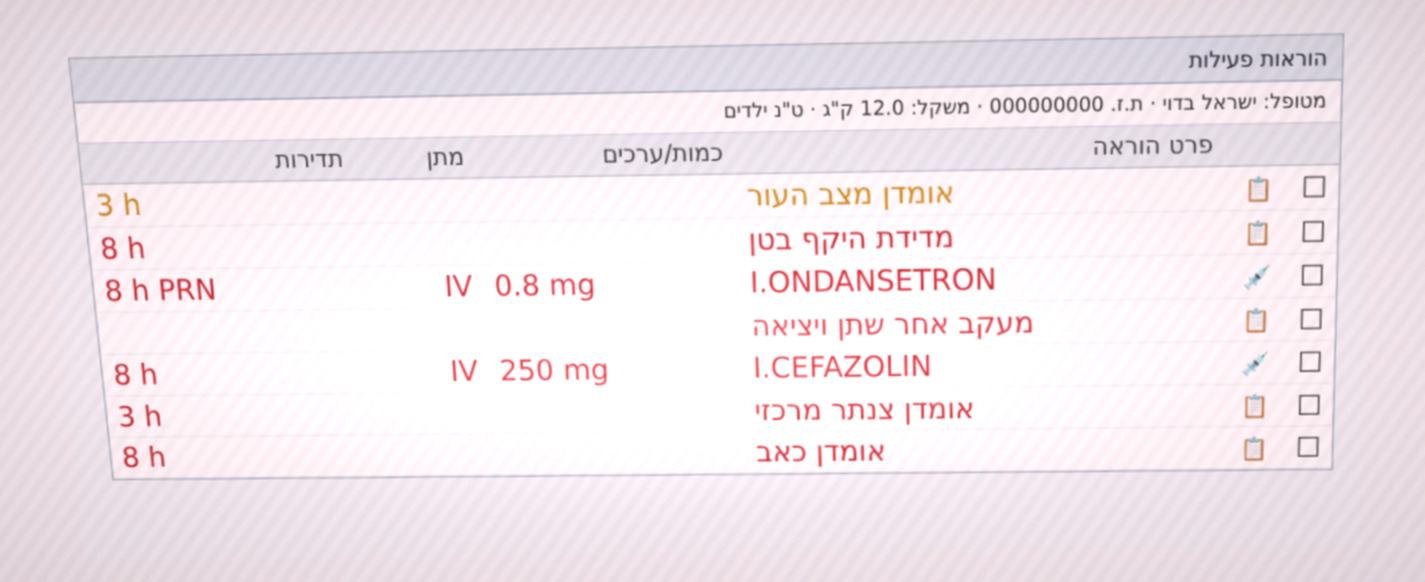 הוראות פעילות
מטופל: ישראל בדוי · ת.ז. 000000000 · משקל: 12.0 ק"ג · ט"נ ילדים
פרט הוראה כמות/ערכים מתן תדירות
אומדן מצב העור 3 h
מדידת היקף בטן 8 h
I.ONDANSETRON 0.8 mg IV 8 h PRN
מעקב אחר שתן ויציאה
I.CEFAZOLIN 250 mg IV 8 h
אומדן צנתר מרכזי 3 h
אומדן כאב 8 h